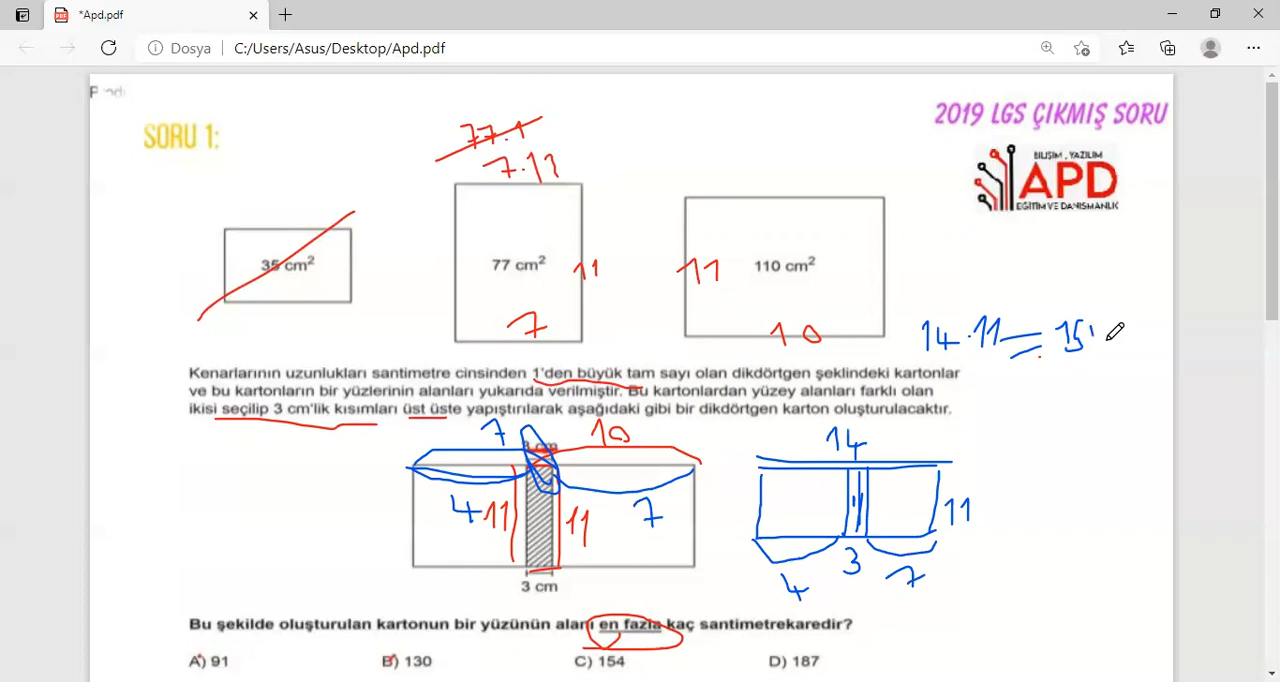 *Apd.pdf
Dosya
C:/Users/Asus/Desktop/Apd.pdf
SORU 1:
2019 LGS ÇIKMIŞ SORU
BİLİŞİM , YAZILIM
APD
EĞİTİM VE DANIŞMANLIK
77.1
7.11
35 cm²
77 cm²
11
7
11
110 cm²
10
14.11 = 15
Kenarlarının uzunlukları santimetre cinsinden 1'den büyük tam sayı olan dikdörtgen şeklindeki kartonlar
ve bu kartonların bir yüzlerinin alanları yukarıda verilmiştir. Bu kartonlardan yüzey alanları farklı olan
ikisi seçilip 3 cm'lik kısımları üst üste yapıştırılarak aşağıdaki gibi bir dikdörtgen karton oluşturulacaktır.
7
10
4
11
11
7
3 cm
14
11
4
3
7
Bu şekilde oluşturulan kartonun bir yüzünün alanı en fazla kaç santimetrekaredir?
A) 91
B) 130
C) 154
D) 187